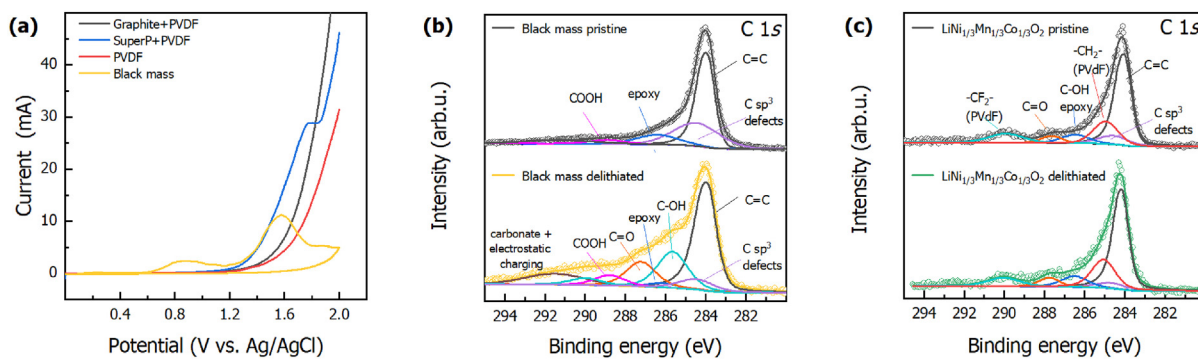 (a)
Graphite+PVDF
SuperP+PVDF
PVDF
Black mass
Current (mA)
40
30
20
10
0
0.4
0.8
1.2
1.6
2.0
Potential (V vs. Ag/AgCl)
(b)
C 1s
Black mass pristine
C=C
COOH
epoxy
C sp³
defects
Black mass delithiated
C-OH
C=C
epoxy
C=O
COOH
carbonate +
electrostatic
charging
C sp³
defects
Intensity (arb.u.)
294 292 290 288 286 284 282
Binding energy (eV)
(c)
C 1s
LiNi1/3Mn1/3Co1/3O2 pristine
-CH2-
(PVdF)
C=C
C-OH
epoxy
C=O
-CF2-
(PVdF)
C sp³
defects
LiNi1/3Mn1/3Co1/3O2 delithiated
Intensity (arb.u.)
294 292 290 288 286 284 282
Binding energy (eV)